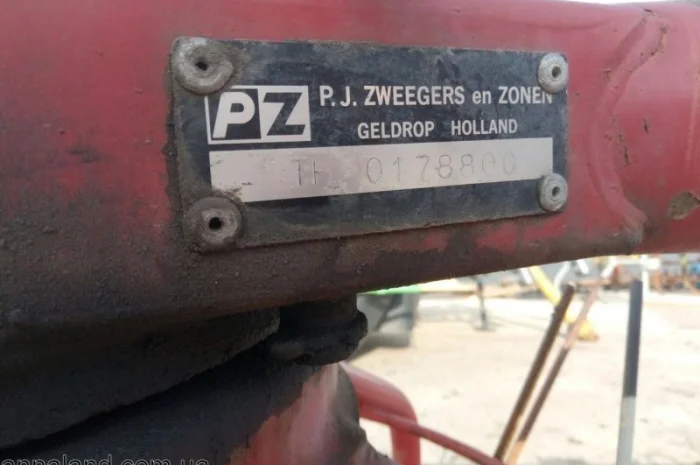 PZ
P. J. ZWEEGERS en ZONEN
GELDROP HOLLAND
0178800